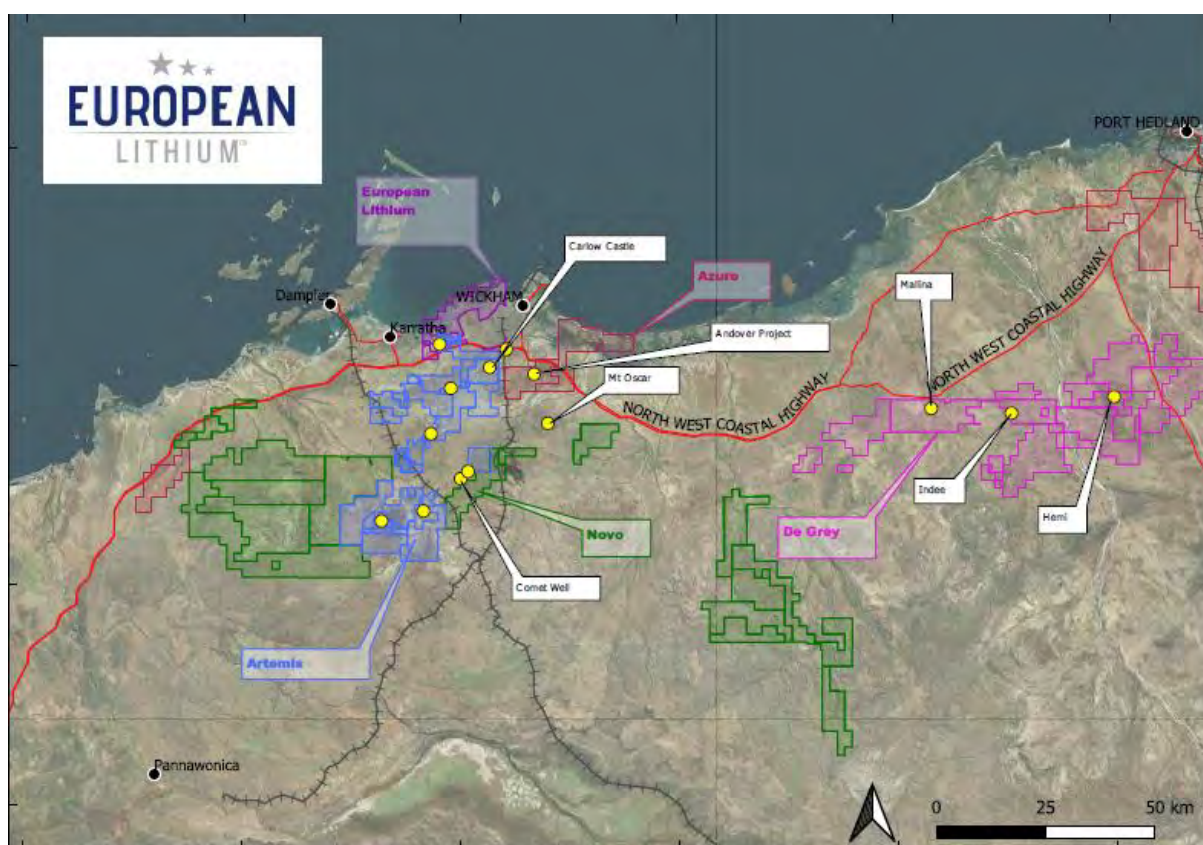 EUROPEAN
LITHIUM
PORT HEDLAND
European
Lithium
Carlow Castle
Azure
Dampier
WICKHAM
Mallina
Karratha
Andover Project
Mt Oscar
NORTH WEST COASTAL HIGHWAY
NORTH WEST COASTAL HIGHWAY
Indee
Hemi
De Grey
Novo
Comet Well
Artemis
Pannawonica
0 25 50 km